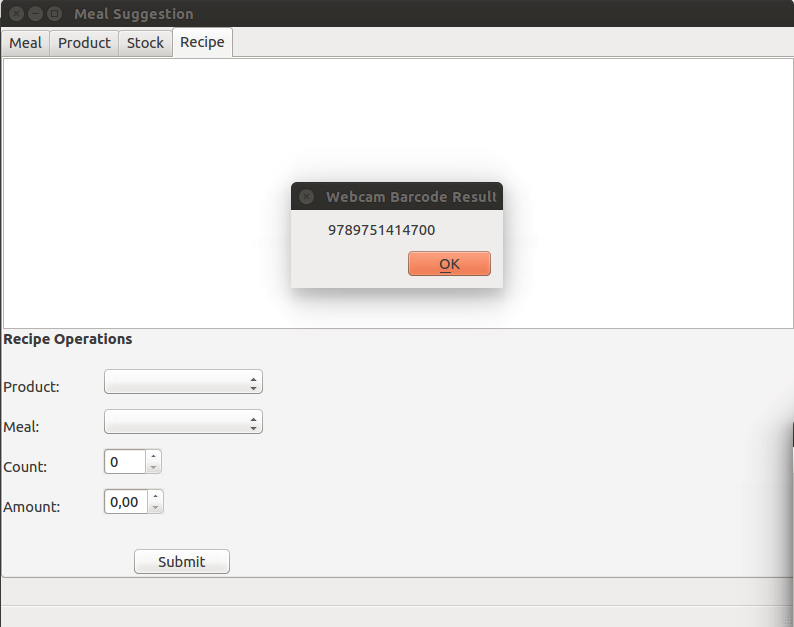 Meal Suggestion
Meal Product Stock Recipe
Webcam Barcode Result
9789751414700
OK
Recipe Operations
Product:
Meal:
Count: 0
Amount: 0,00
Submit